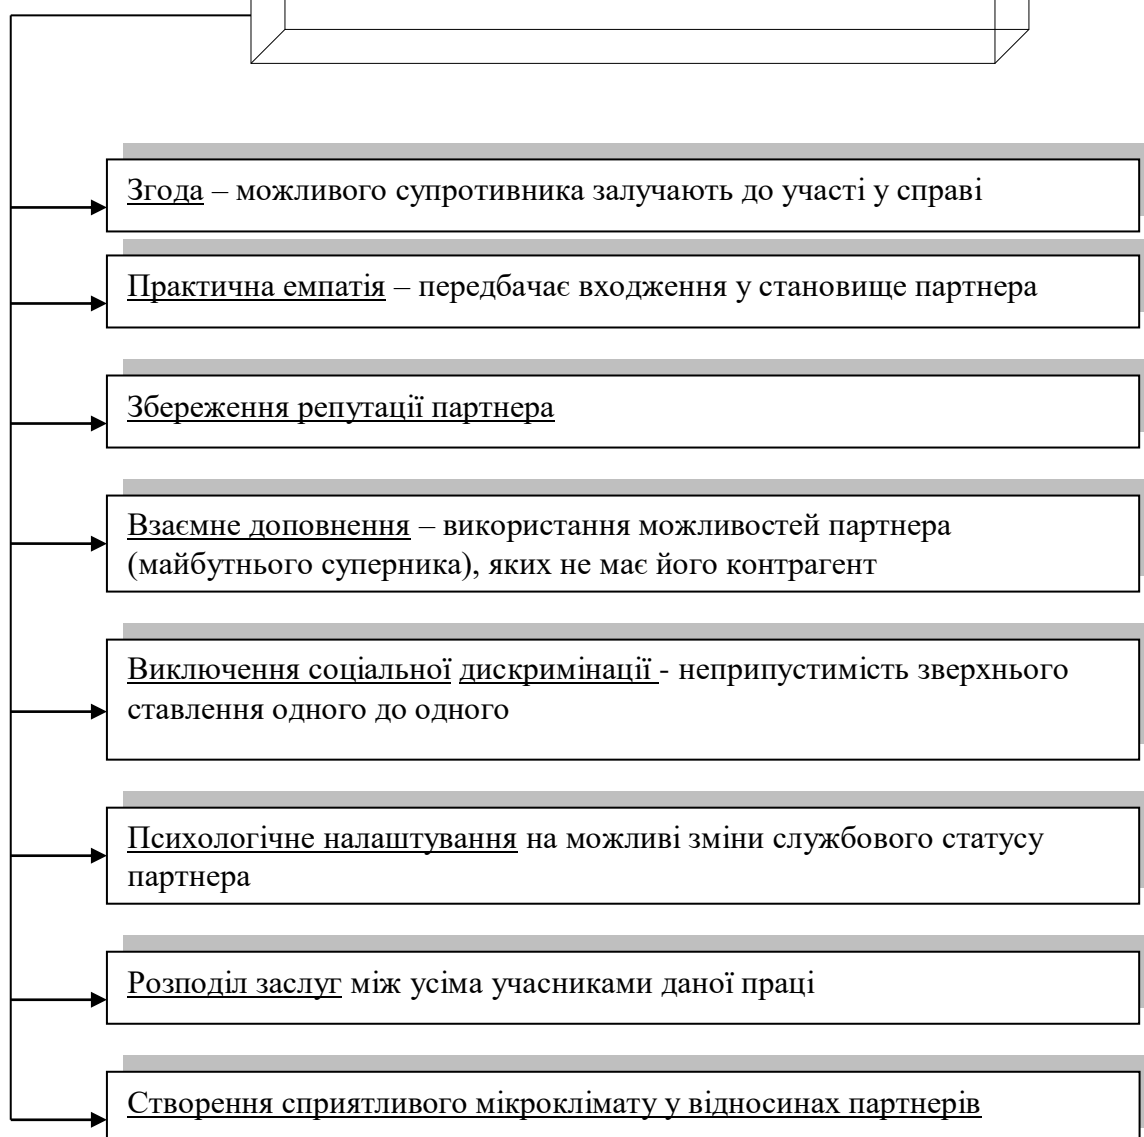 Згода – можливого супротивника залучають до участі у справі
Практична емпатія – передбачає входження у становище партнера
Збереження репутації партнера
Взаємне доповнення – використання можливостей партнера
(майбутнього суперника), яких не має його контрагент
Виключення соціальної дискримінації - неприпустимість зверхнього
ставлення одного до одного
Психологічне налаштування на можливі зміни службового статусу
партнера
Розподіл заслуг між усіма учасниками даної праці
Створення сприятливого мікроклімату у відносинах партнерів